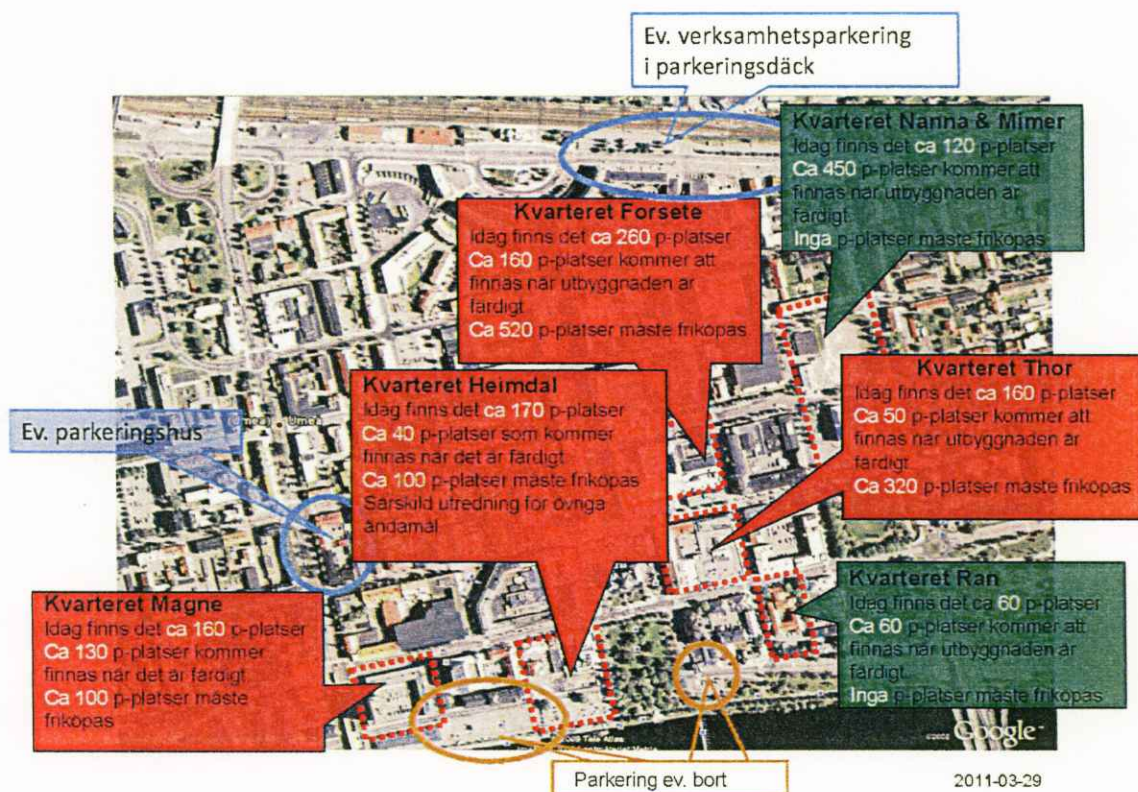 Ev. verksamhetsparkering
i parkeringsdäck
Kvarteret Nanna & Mimer
Idag finns det ca 120 p-platser
Ca 450 p-platser kommer att
finnas när utbyggnaden är
färdigt.
Inga p-platser måste friköpas
Kvarteret Forsete
Idag finns det ca 260 p-platser
Ca 160 p-platser kommer att
finnas när utbyggnaden är
färdigt
Ca 520 p-platser måste friköpas
Kvarteret Thor
Idag finns det ca 160 p-platser
Ca 50 p-platser kommer att
finnas när utbyggnaden är
färdigt
Ca 320 p-platser måste friköpas
Kvarteret Heimdal
Idag finns det ca 170 p-platser
Ca 40 p-platser som kommer
finnas när det är färdigt
Ca 100 p-platser måste friköpas
Särskild utredning för övriga
ändamål
Ev. parkeringshus
(Umeå) Umeå
Kvarteret Ran
Idag finns det ca 60 p-platser
Ca 60 p-platser kommer att
finnas när utbyggnaden är
färdigt.
Inga p-platser måste friköpas
Kvarteret Magne
Idag finns det ca 160 p-platser
Ca 130 p-platser kommer
finnas när det är färdigt
Ca 100 p-platser måste
friköpas
Tele Atlas
Google™
Parkering ev. bort
2011-03-29